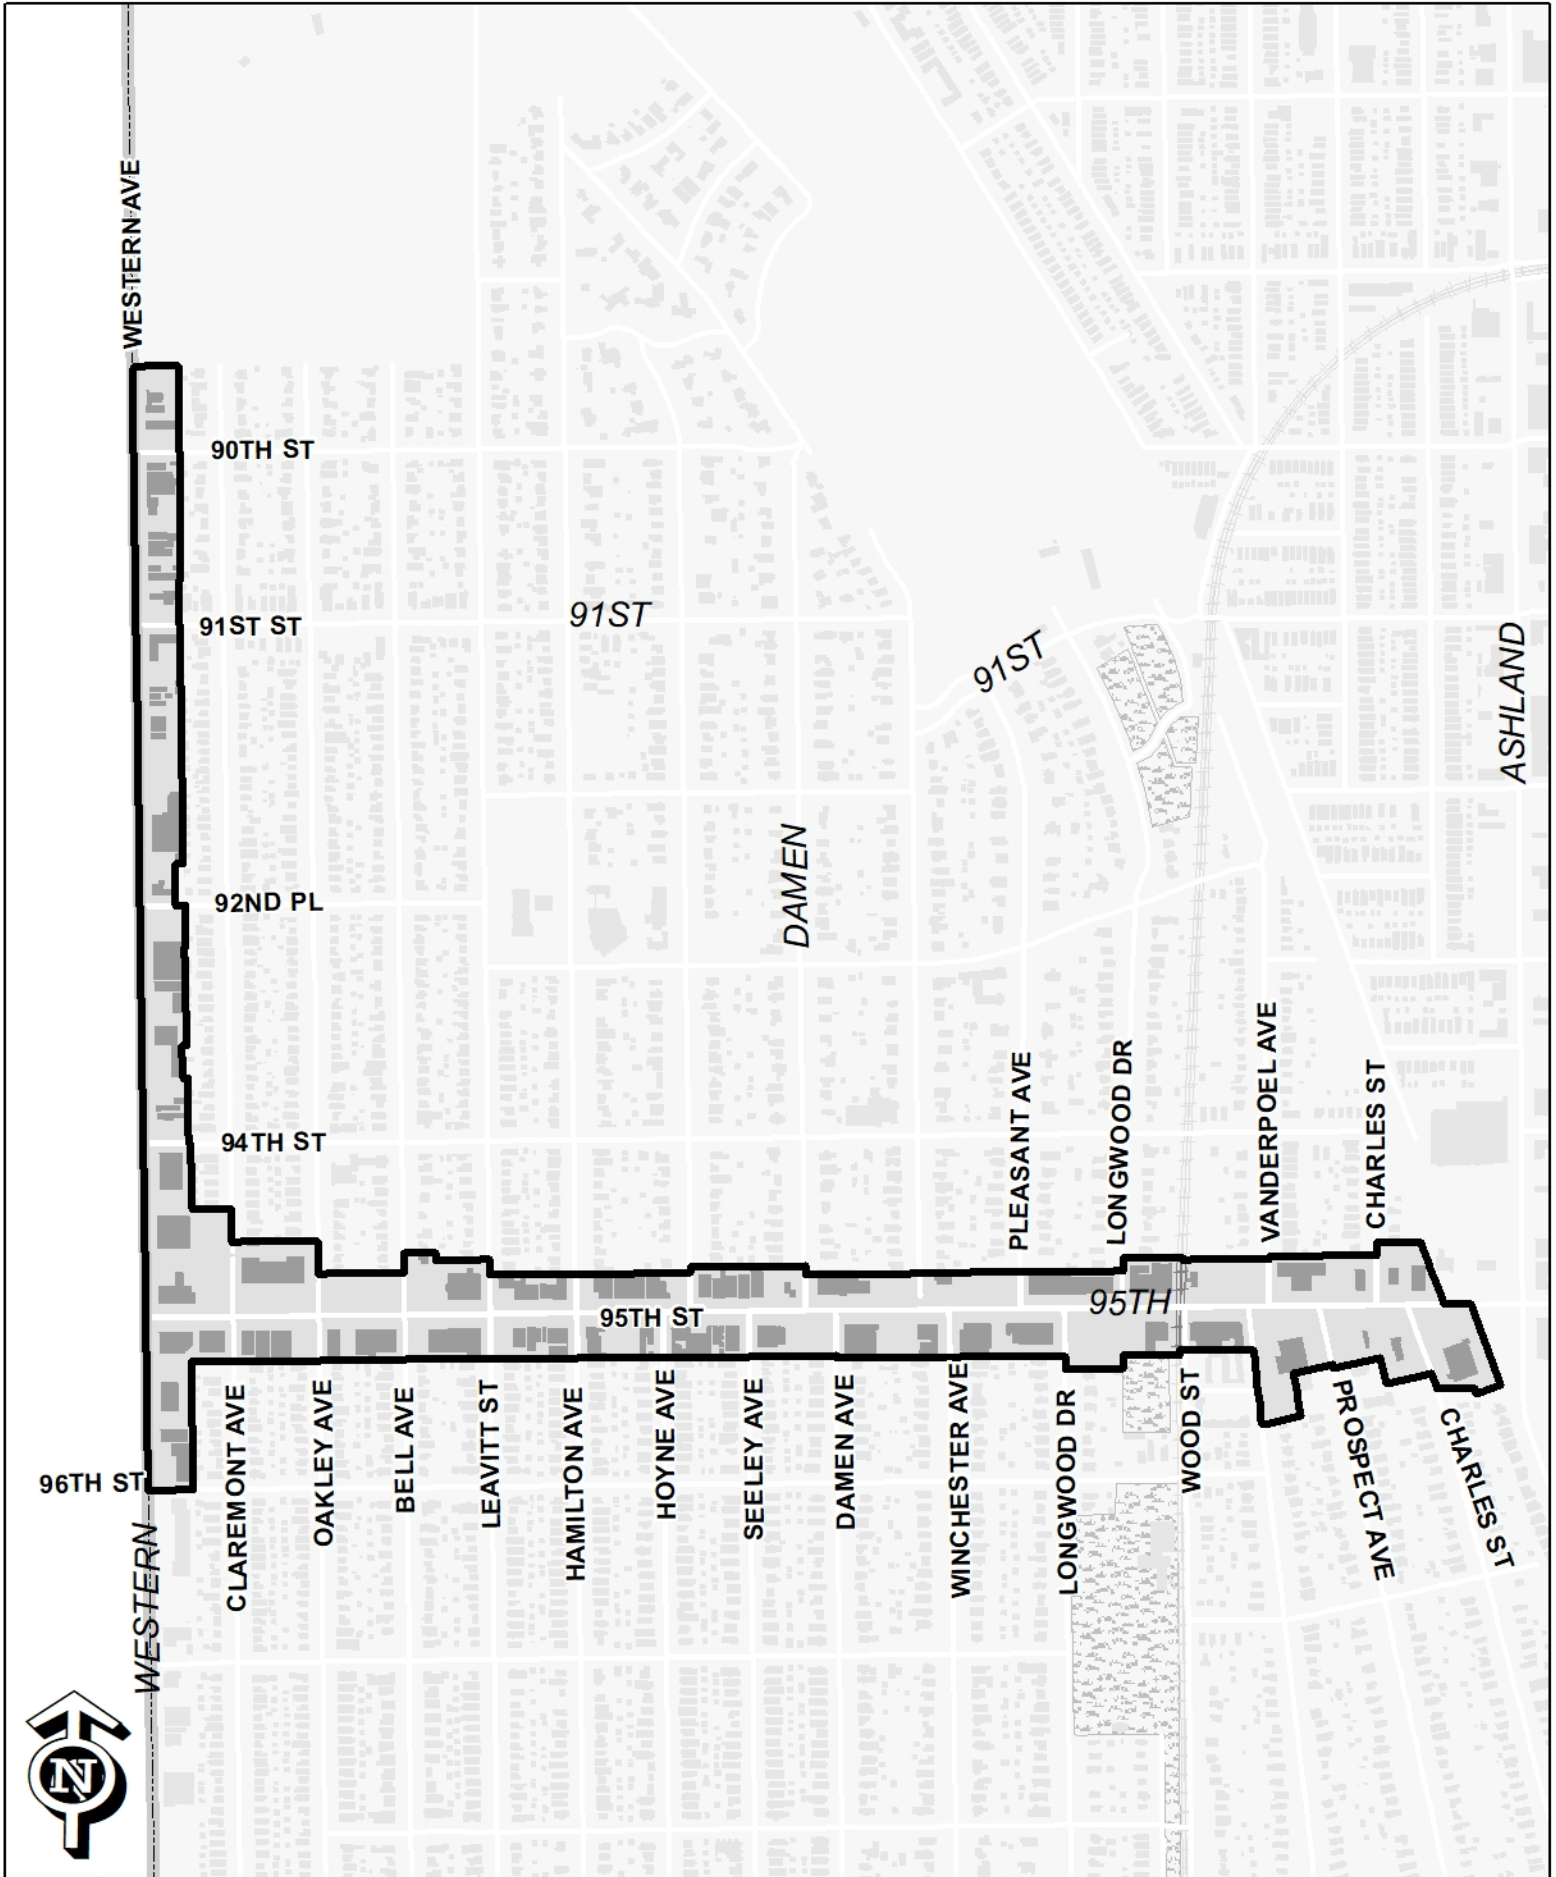 WESTERN AVE
90TH ST
91ST ST
91ST
91ST
ASHLAND
DAMEN
92ND PL
PLEASANT AVE
LONGWOOD DR
VANDERPOEL AVE
CHARLES ST
94TH ST
95TH
95TH ST
96TH ST
WESTERN
CLAREMONT AVE
OAKLEY AVE
BELL AVE
LEAVITT ST
HAMILTON AVE
HOYNE AVE
SEELEY AVE
DAMEN AVE
WINCHESTER AVE
LONGWOOD DR
WOOD ST
PROSPECT AVE
CHARLES ST
N